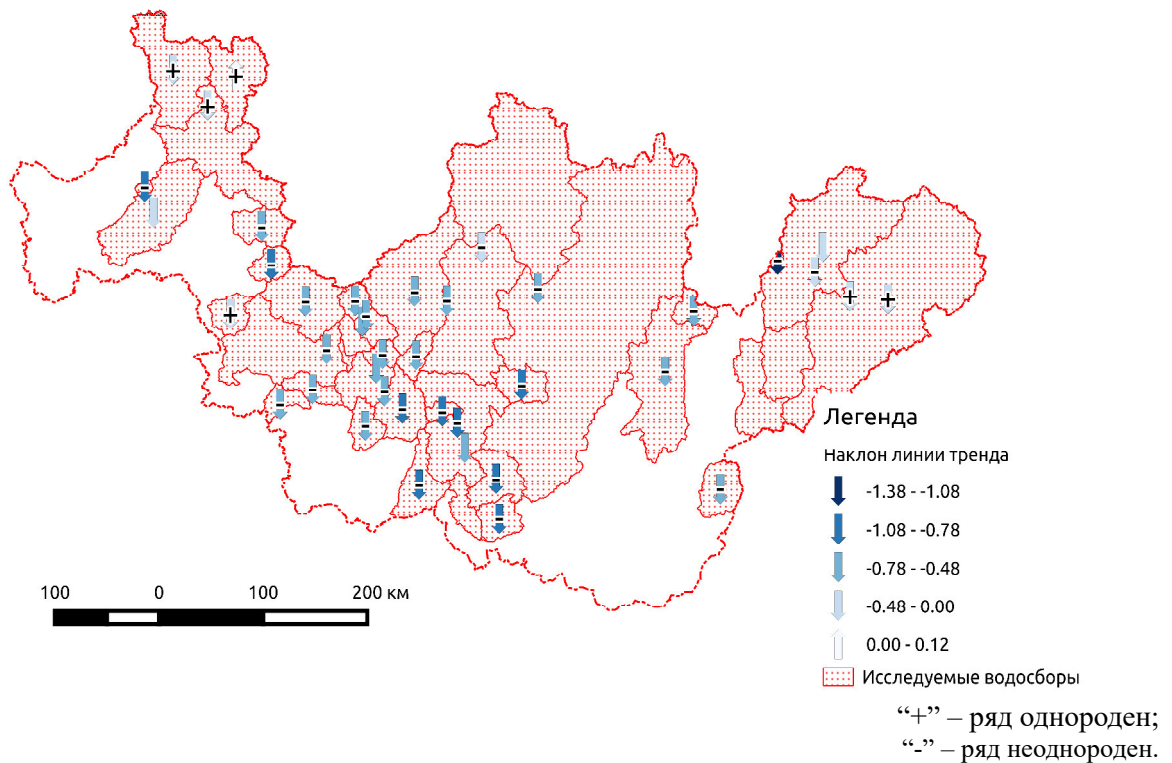 100 0 100 200 км
Легенда
Наклон линии тренда
-1.38 - -1.08
-1.08 - -0.78
-0.78 - -0.48
-0.48 - 0.00
0.00 - 0.12
Исследуемые водосборы
“+” – ряд однороден;
“-” – ряд неоднороден.